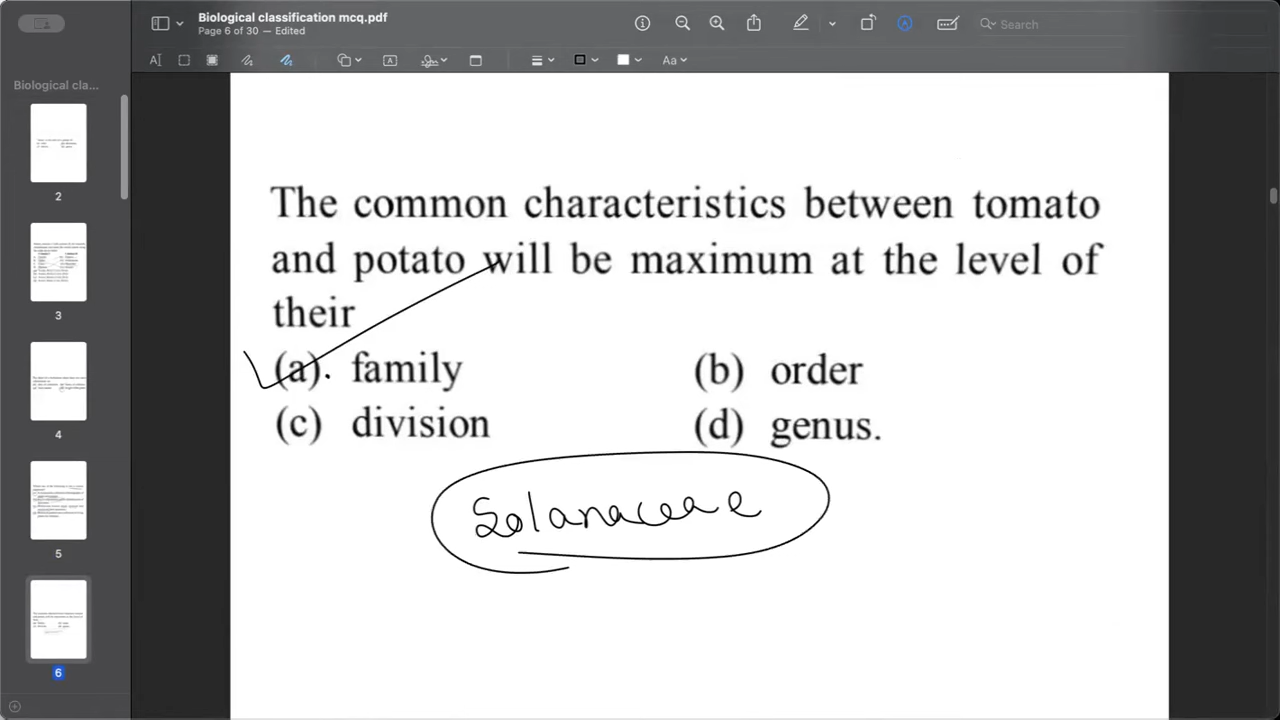 Biological classification mcq.pdf
Page 6 of 30 — Edited
Search
Aa
Biological cla...
2
3
4
5
6
The common characteristics between tomato
and potato will be maximum at the level of
their
(a). family (b) order
(c) division (d) genus.
Solanaceae